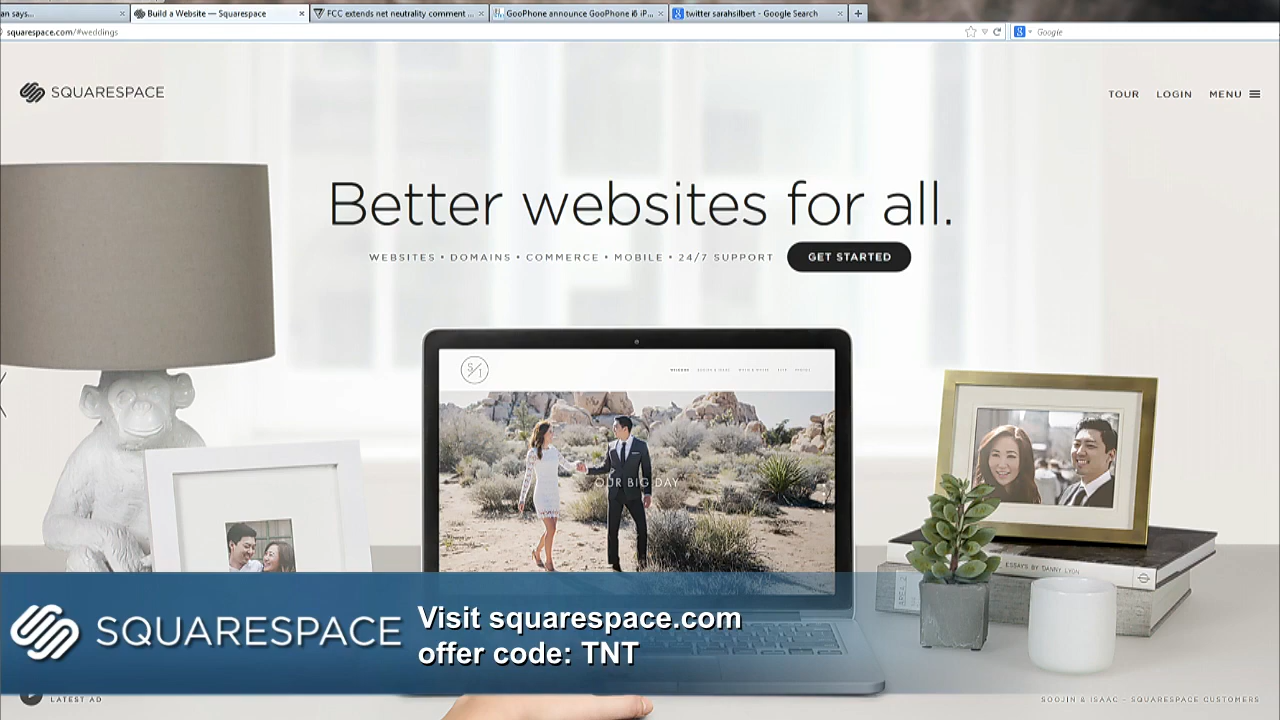 an says...
Build a Website — Squarespace
FCC extends net neutrality comment ...
GooPhone announce GooPhone i6 iP...
twitter sarahsilbert - Google Search
squarespace.com/#weddings
Google
SQUARESPACE
TOUR LOGIN MENU
Better websites for all.
WEBSITES • DOMAINS • COMMERCE • MOBILE • 24/7 SUPPORT
GET STARTED
S/I
OUR BIG DAY
ESSAYS BY DANNY LYON
SQUARESPACE
Visit squarespace.com
offer code: TNT
LATEST AD
SOOJIN & ISAAC – SQUARESPACE CUSTOMERS